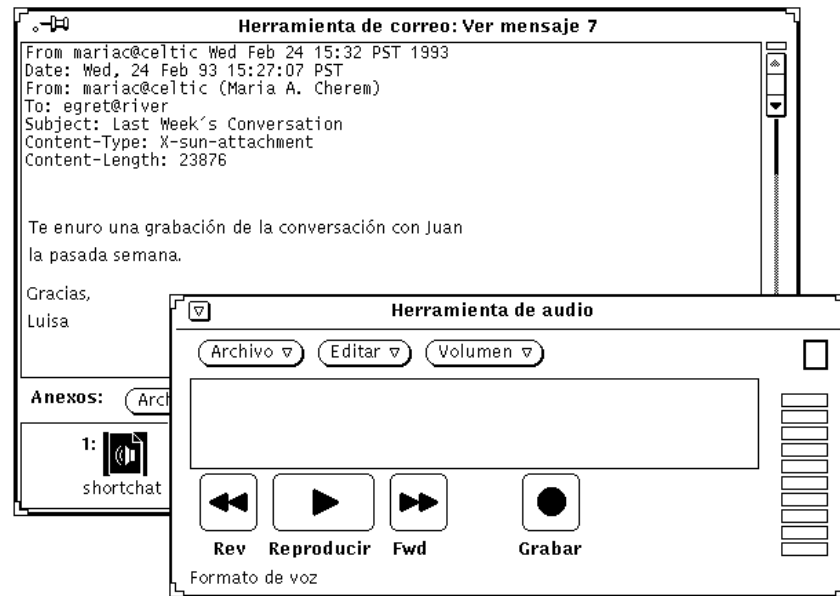 Herramienta de correo: Ver mensaje 7
From mariac@celtic Wed Feb 24 15:32 PST 1993
Date: Wed, 24 Feb 93 15:27:07 PST
From: mariac@celtic (Maria A. Cherem)
To: egret@river
Subject: Last Week´s Conversation
Content-Type: X-sun-attachment
Content-Length: 23876
Te enuro una grabación de la conversación con Juan
la pasada semana.
Gracias,
Luisa
Anexos:
1:
shortchat
Herramienta de audio
Archivo Editar Volumen
Rev Reproducir Fwd Grabar
Formato de voz